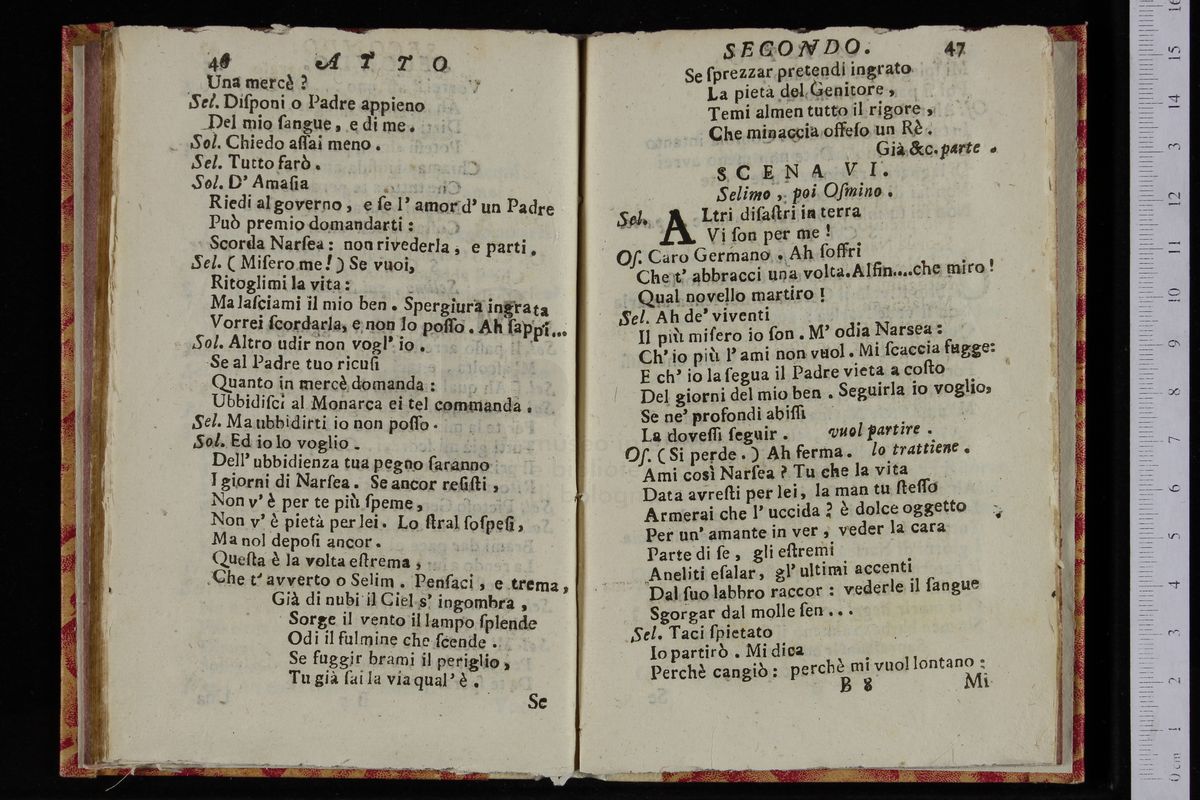 46 ATTO
Una mercè ?
Sel. Diſponi o Padre appieno
Del mio ſangue, e di me.
Sol. Chiedo aſſai meno.
Sel. Tutto farò.
Sol. D' Amaſia
Riedi al governo, e ſe l' amor d' un Padre
Può premio domandarti:
Scorda Narſea: non rivederla, e parti.
Sel. (Miſero me!) Se vuoi,
Ritoglimi la vita:
Ma laſciami il mio ben. Spergiura ingrata
Vorrei ſcordarla, e non lo poſſo. Ah ſappi...
Sol. Altro udir non vogl' io.
Se al Padre tuo ricuſi
Quanto in mercè domanda:
Ubbidiſci al Monarca ei tel commanda.
Sel. Ma ubbidirti io non poſſo.
Sol. Ed io lo voglio.
Dell' ubbidienza tua pegno ſaranno
I giorni di Narſea. Se ancor reſiſti,
Non v' è per te più ſpeme,
Non v' è pietà per lei. Lo ſtral ſoſpeſi,
Ma nol depoſi ancor.
Queſta è la volta eſtrema,
Che t' avverto o Selim. Penſaci, e trema,
Già di nubi il Ciel s' ingombra,
Sorge il vento il lampo ſplende
Odi il fulmine che ſcende.
Se fuggir brami il periglio,
Tu già ſai la via qual' è.
Se
SECONDO. 47
Se ſprezzar pretendi ingrato
La pietà del Genitore,
Temi almen tutto il rigore,
Che minaccia offeſo un Rè.
Già &c. parte.
SCENA VI.
Selimo, poi Oſmino.
Sel. ALtri diſaſtri in terra
Vi ſon per me!
Oſ. Caro Germano. Ah ſoffri
Che t' abbracci una volta. Alfin....che miro!
Qual novello martiro!
Sel. Ah de' viventi
Il più miſero io ſon. M' odia Narsea:
Ch' io più l' ami non vuol. Mi ſcaccia fugge:
E ch' io la ſegua il Padre vieta a coſto
Del giorni del mio ben. Seguirla io voglio,
Se ne' profondi abiſſi
La doveſſi ſeguir. vuol partire.
Oſ. (Si perde.) Ah ferma. lo trattiene.
Ami così Narſea? Tu che la vita
Data avreſti per lei, la man tu ſteſſo
Armerai che l' uccida? è dolce oggetto
Per un' amante in ver, veder la cara
Parte di ſe, gli eſtremi
Aneliti eſalar, gl' ultimi accenti
Dal ſuo labbro raccor: vederle il ſangue
Sgorgar dal molle ſen...
Sel. Taci ſpietato
Io partirò. Mi dica
Perchè cangiò: perchè mi vuol lontano:
B 8 Mi